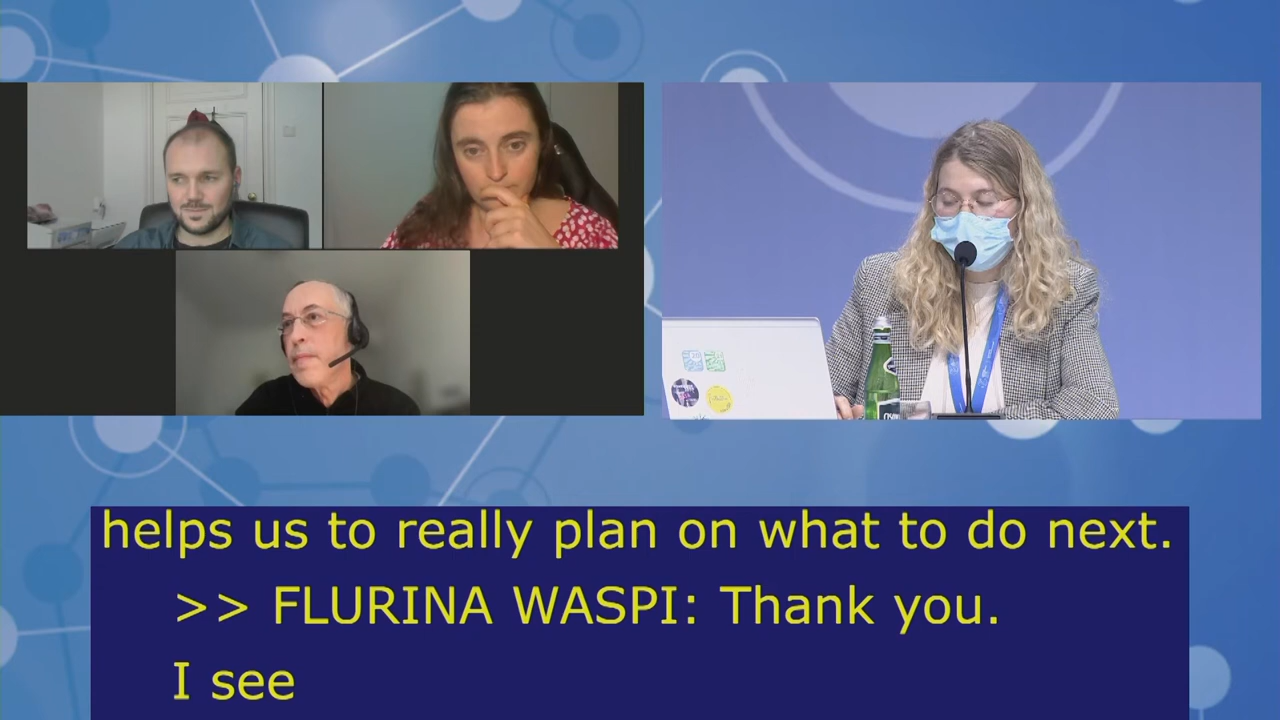 helps us to really plan on what to do next.
>> FLURINA WASPI: Thank you.
I see